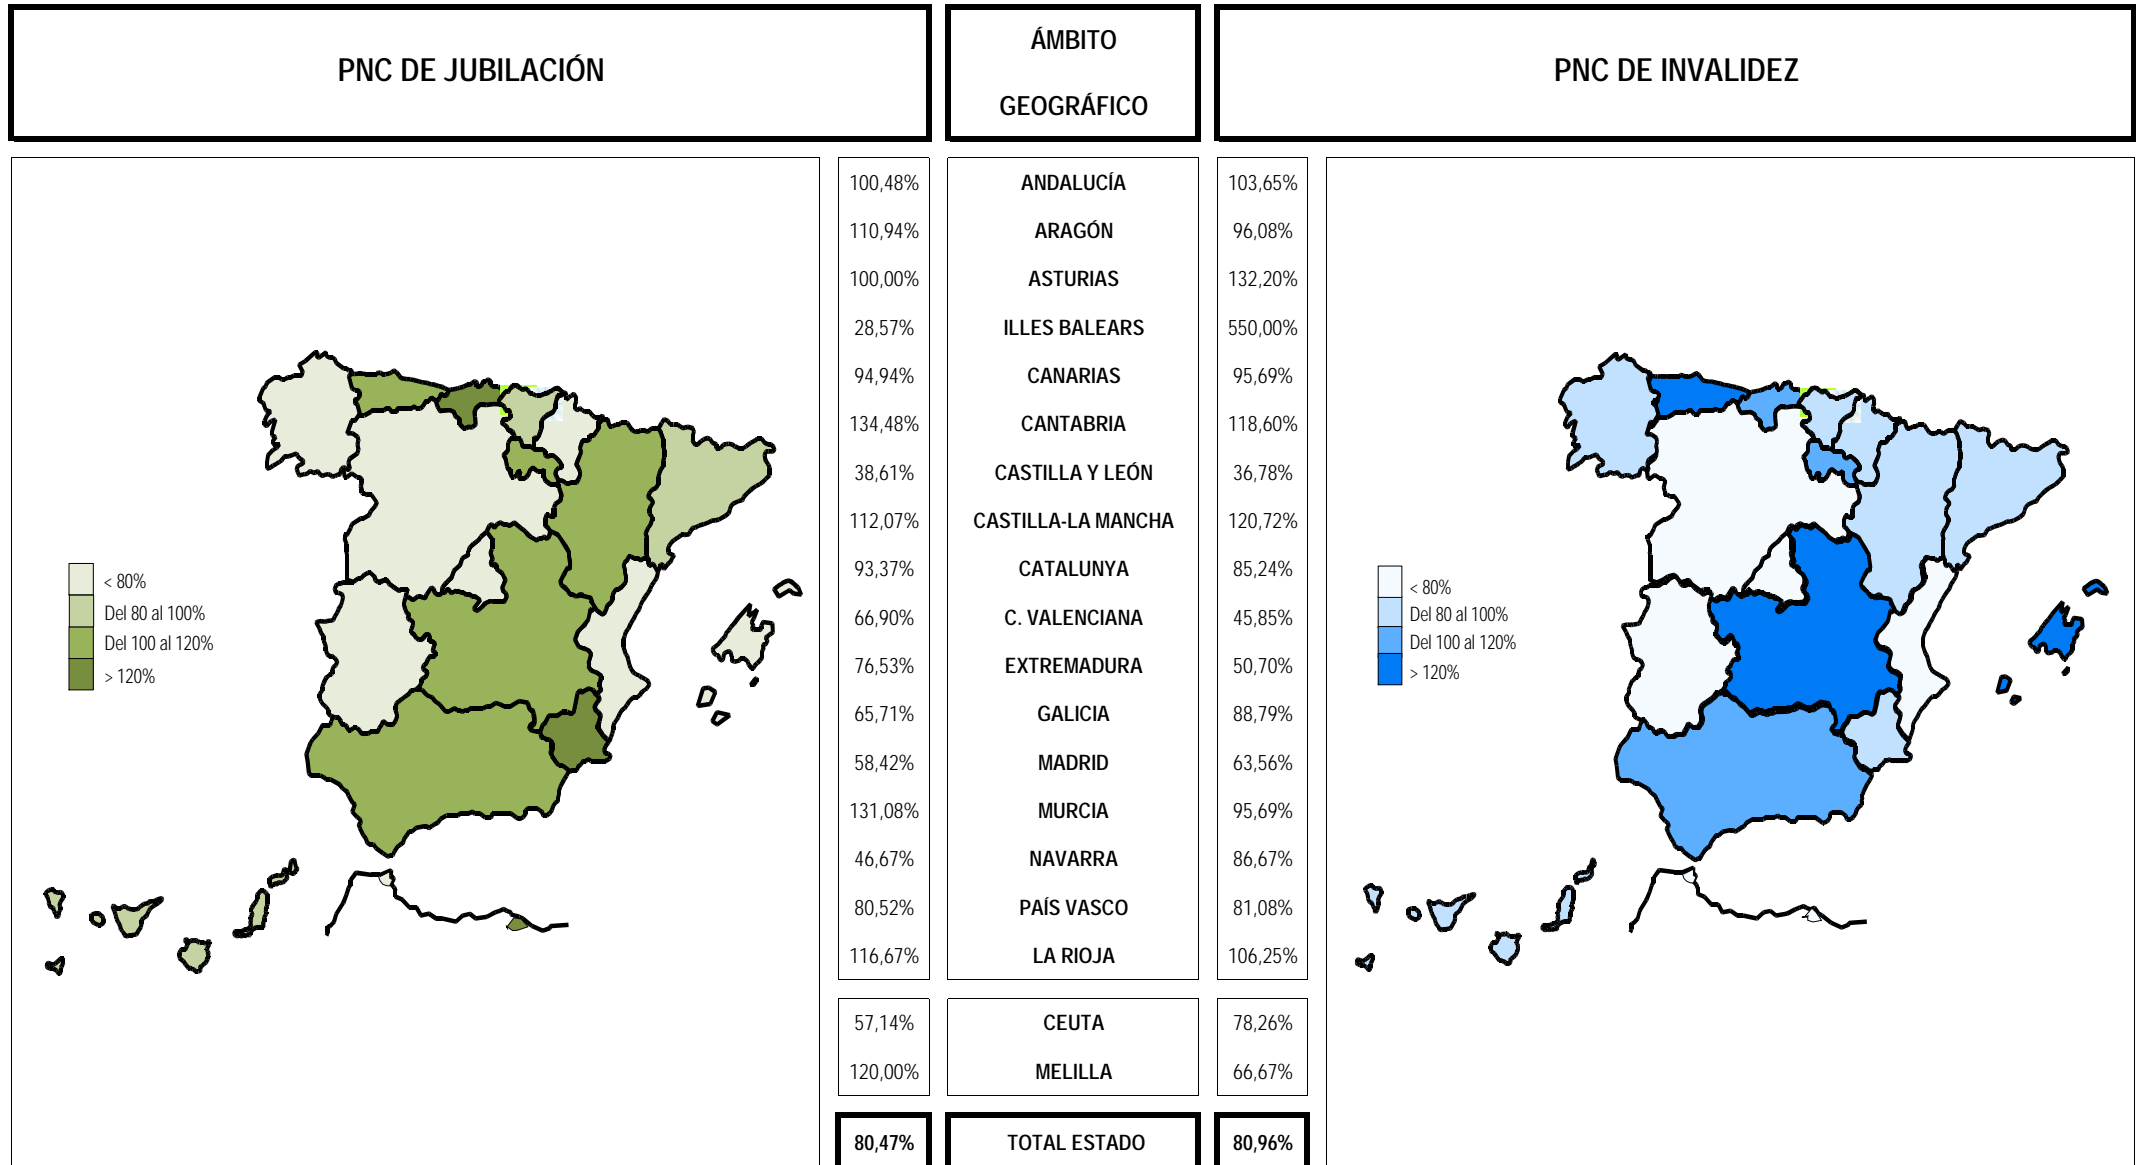 PNC DE JUBILACIÓN
ÁMBITO
GEOGRÁFICO
PNC DE INVALIDEZ
100,48% ANDALUCÍA 103,65%
110,94% ARAGÓN 96,08%
100,00% ASTURIAS 132,20%
28,57% ILLES BALEARS 550,00%
94,94% CANARIAS 95,69%
134,48% CANTABRIA 118,60%
38,61% CASTILLA Y LEÓN 36,78%
112,07% CASTILLA-LA MANCHA 120,72%
93,37% CATALUNYA 85,24%
66,90% C. VALENCIANA 45,85%
76,53% EXTREMADURA 50,70%
65,71% GALICIA 88,79%
58,42% MADRID 63,56%
131,08% MURCIA 95,69%
46,67% NAVARRA 86,67%
80,52% PAÍS VASCO 81,08%
116,67% LA RIOJA 106,25%
57,14% CEUTA 78,26%
120,00% MELILLA 66,67%
80,47% TOTAL ESTADO 80,96%
< 80%
Del 80 al 100%
Del 100 al 120%
> 120%
< 80%
Del 80 al 100%
Del 100 al 120%
> 120%